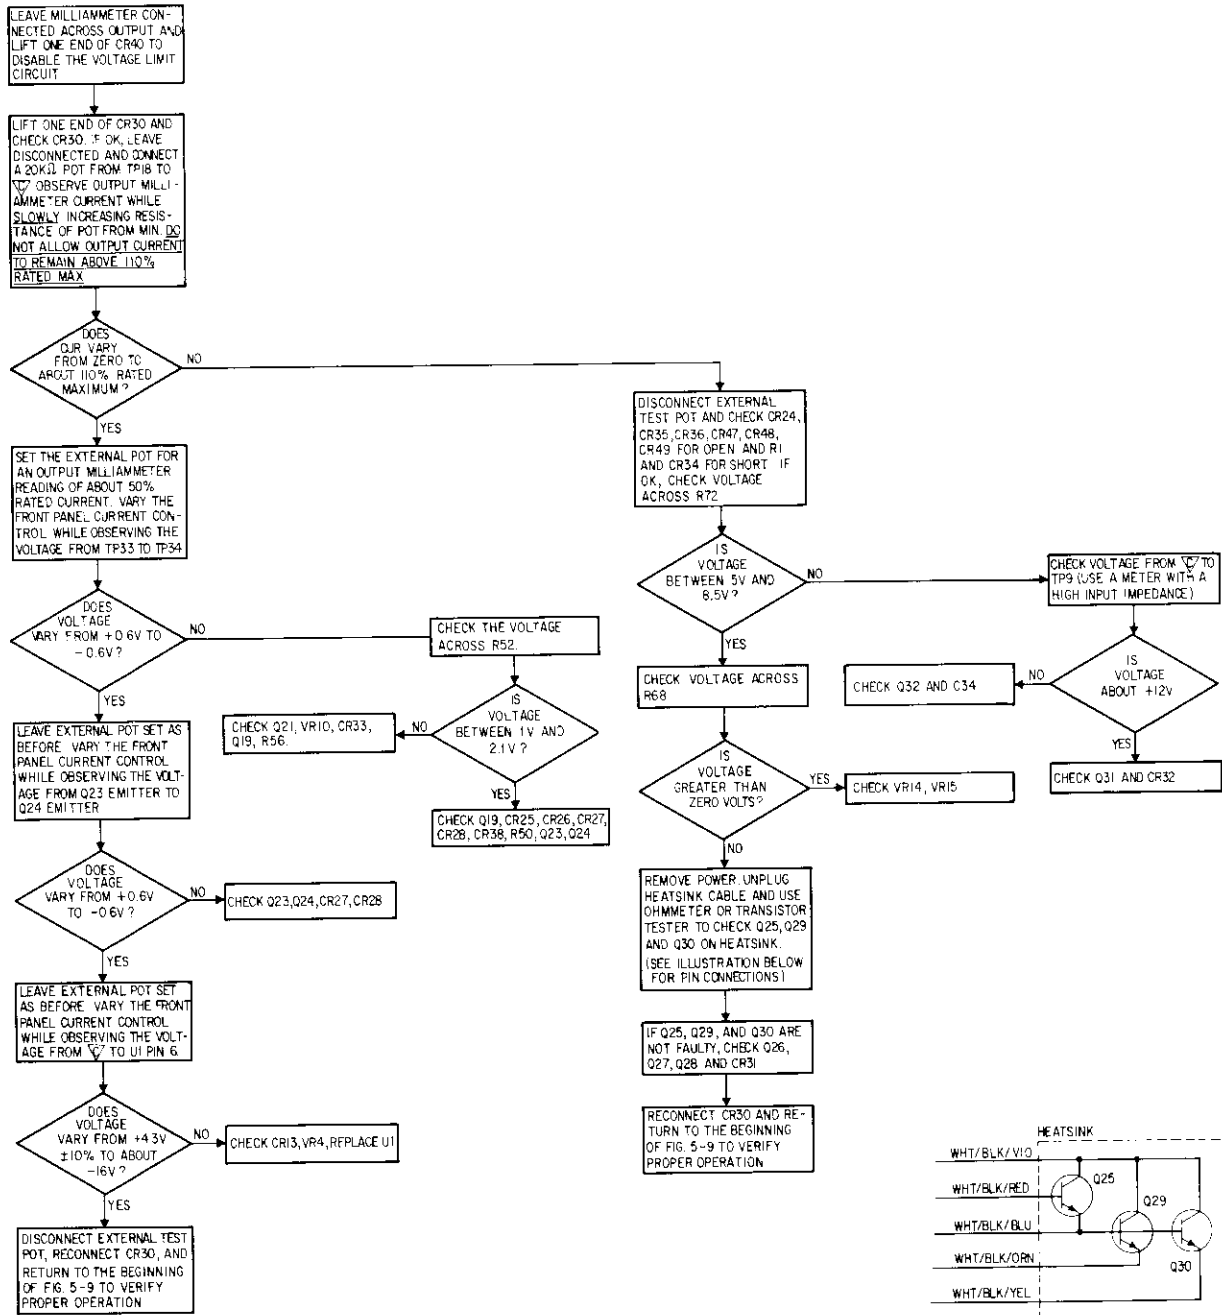 LEAVE MILLIAMMETER CON-
NECTED ACROSS OUTPUT AND
LIFT ONE END OF CR40 TO
DISABLE THE VOLTAGE LIMIT
CIRCUIT
LIFT ONE END OF CR30 AND
CHECK CR30. IF OK, LEAVE
DISCONNECTED AND CONNECT
A 20KΩ POT FROM TP18 TO
C OBSERVE OUTPUT MILLI-
AMMETER CURRENT WHILE
SLOWLY INCREASING RESIS-
TANCE OF POT FROM MIN. DO
NOT ALLOW OUTPUT CURRENT
TO REMAIN ABOVE 110%
RATED MAX
DOES
CUR VARY
FROM ZERO TO
ABOUT 110% RATED
MAXIMUM?
NO
YES
SET THE EXTERNAL POT FOR
AN OUTPUT MILLIAMMETER
READING OF ABOUT 50%
RATED CURRENT. VARY THE
FRONT PANEL CURRENT CON-
TROL WHILE OBSERVING THE
VOLTAGE FROM TP33 TO TP34
DOES
VOLTAGE
VARY FROM +0.6V TO
-0.6V?
NO
YES
CHECK THE VOLTAGE
ACROSS R52.
IS
VOLTAGE
BETWEEN 1V AND
2.1V?
NO
CHECK Q21, VR10, CR33,
Q19, R56.
YES
CHECK Q19, CR25, CR26, CR27,
CR28, CR38, R50, Q23, Q24
LEAVE EXTERNAL POT SET AS
BEFORE VARY THE FRONT
PANEL CURRENT CONTROL
WHILE OBSERVING THE VOLT-
AGE FROM Q23 EMITTER TO
Q24 EMITTER
DOES
VOLTAGE
VARY FROM +0.6V
TO -0.6V?
NO
CHECK Q23,Q24, CR27, CR28
YES
LEAVE EXTERNAL POT SET
AS BEFORE VARY THE FRONT
PANEL CURRENT CONTROL
WHILE OBSERVING THE VOLT-
AGE FROM C TO U1 PIN 6.
DOES
VOLTAGE
VARY FROM +4.3V
±10% TO ABOUT
-16V?
NO
CHECK CR13, VR4, REPLACE U1
YES
DISCONNECT EXTERNAL TEST
POT, RECONNECT CR30, AND
RETURN TO THE BEGINNING
OF FIG. 5-9 TO VERIFY
PROPER OPERATION
DISCONNECT EXTERNAL
TEST POT AND CHECK CR24,
CR35, CR36, CR47, CR48,
CR49 FOR OPEN AND R1
AND CR34 FOR SHORT IF
OK, CHECK VOLTAGE
ACROSS R72
IS
VOLTAGE
BETWEEN 5V AND
8.5V?
NO
YES
CHECK VOLTAGE FROM C TO
TP9 (USE A METER WITH A
HIGH INPUT IMPEDANCE)
IS
VOLTAGE
ABOUT +12V
NO
CHECK Q32 AND C34
YES
CHECK Q31 AND CR32
CHECK VOLTAGE ACROSS
R68
IS
VOLTAGE
GREATER THAN
ZERO VOLTS?
YES
CHECK VR14, VR15
NO
REMOVE POWER. UNPLUG
HEATSINK CABLE AND USE
OHMMETER OR TRANSISTOR
TESTER TO CHECK Q25, Q29
AND Q30 ON HEATSINK.
(SEE ILLUSTRATION BELOW
FOR PIN CONNECTIONS)
IF Q25, Q29, AND Q30 ARE
NOT FAULTY, CHECK Q26,
Q27, Q28 AND CR31
RECONNECT CR30 AND RE-
TURN TO THE BEGINNING
OF FIG. 5-9 TO VERIFY
PROPER OPERATION
HEATSINK
WHT/BLK/VIO
Q25
WHT/BLK/RED
Q29
WHT/BLK/BLU
WHT/BLK/ORN
Q30
WHT/BLK/YEL